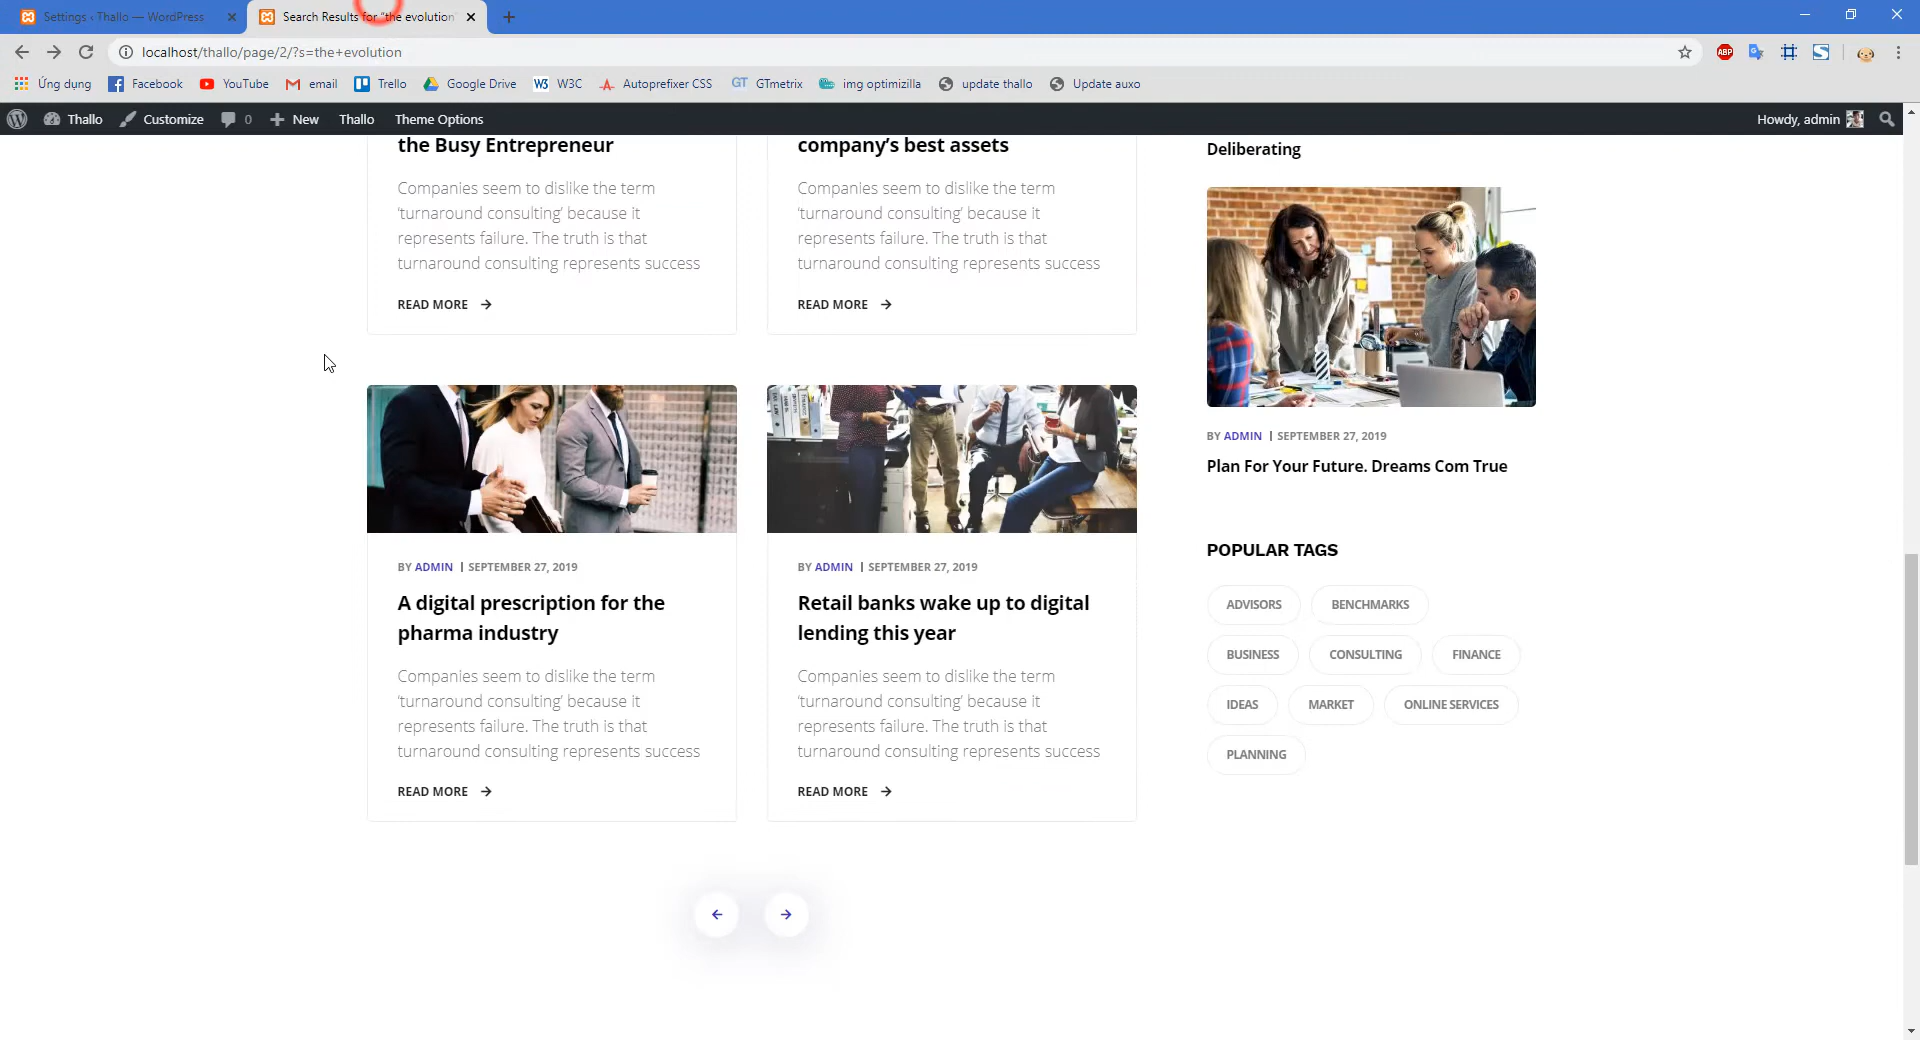 Settings ‹ Thallo — WordPress
Search Results for “the evolution”
localhost/thallo/page/2/?s=the+evolution
ABP
Ứng dụng
Facebook
YouTube
email
Trello
Google Drive
W3C
Autoprefixer CSS
GTmetrix
img optimizilla
update thallo
Update auxo
Thallo
Customize
0
New
Thallo
Theme Options
Howdy, admin
the Busy Entrepreneur
Companies seem to dislike the term
‘turnaround consulting’ because it
represents failure. The truth is that
turnaround consulting represents success
READ MORE
company’s best assets
Companies seem to dislike the term
‘turnaround consulting’ because it
represents failure. The truth is that
turnaround consulting represents success
READ MORE
BY ADMIN | SEPTEMBER 27, 2019
A digital prescription for the
pharma industry
Companies seem to dislike the term
‘turnaround consulting’ because it
represents failure. The truth is that
turnaround consulting represents success
READ MORE
BY ADMIN | SEPTEMBER 27, 2019
Retail banks wake up to digital
lending this year
Companies seem to dislike the term
‘turnaround consulting’ because it
represents failure. The truth is that
turnaround consulting represents success
READ MORE
Deliberating
BY ADMIN | SEPTEMBER 27, 2019
Plan For Your Future. Dreams Com True
POPULAR TAGS
ADVISORS BENCHMARKS
BUSINESS CONSULTING FINANCE
IDEAS MARKET ONLINE SERVICES
PLANNING